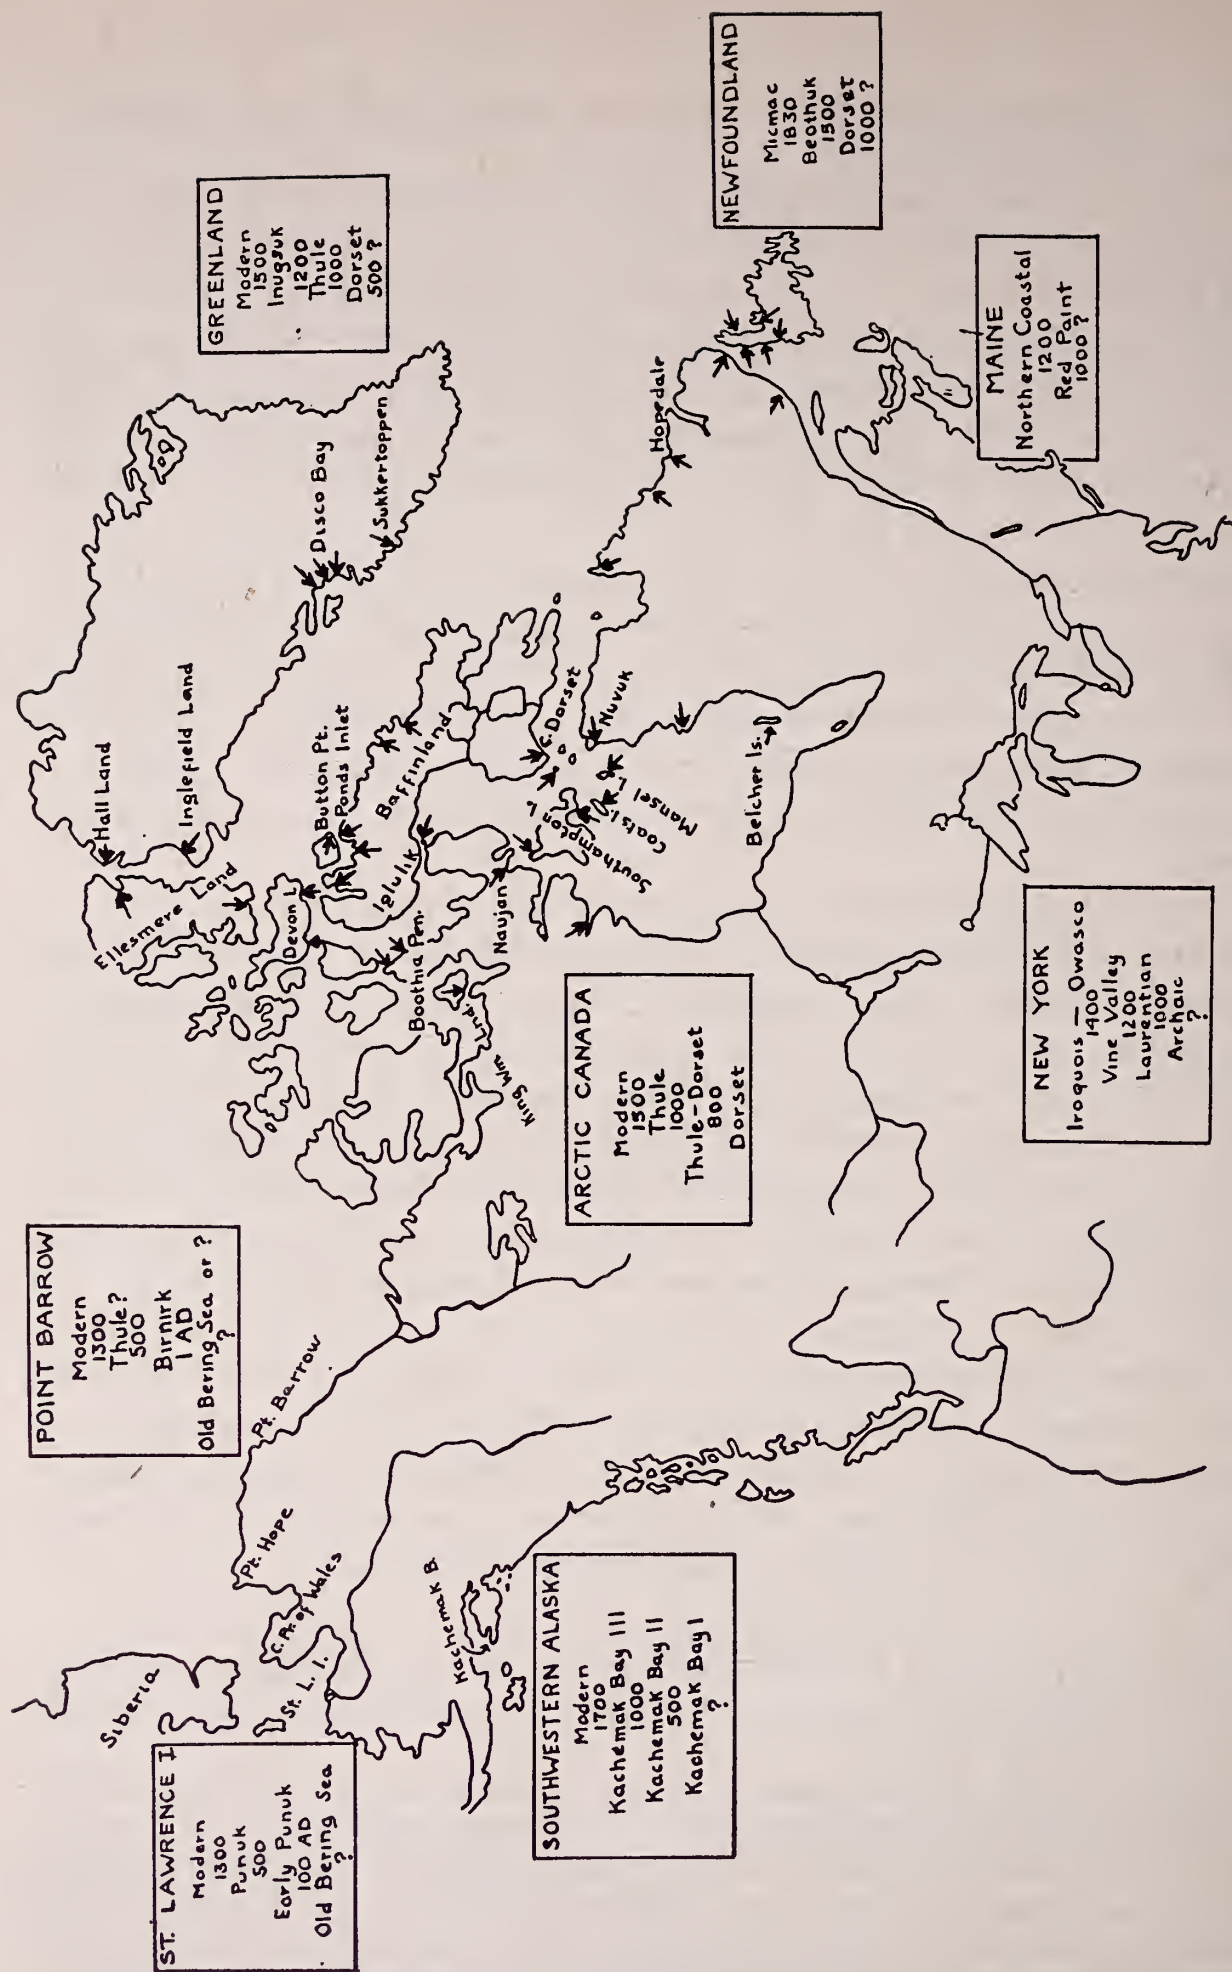 ST. LAWRENCE I
Modern
1300
Punuk
500
Early Punuk
100 AD
Old Bering Sea
?
POINT BARROW
Modern
1300
Thule?
500
Birnirk
1 AD
Old Bering Sea or ?
?
GREENLAND
Modern
1500
Inugsuk
1200
Thule
1000
Dorset
500 ?
SOUTHWESTERN ALASKA
Modern
1700
Kachemak Bay III
1000
Kachemak Bay II
500
Kachemak Bay I
?
ARCTIC CANADA
Modern
1500
Thule
1000
Thule-Dorset
800
Dorset
NEWFOUNDLAND
Micmac
1830
Beothuk
1500
Dorset
1000 ?
NEW YORK
Iroquois - Owasco
1400
Vine Valley
1200
Laurentian
1000
Archaic
?
MAINE
Northern Coastal
1200
Red Paint
1000 ?
Siberia
St. L. I.
C. Pr. of Wales
Pt. Hope
Pt. Barrow
Kachemak B.
King Wm. Lnd.
Boothia Pen.
Ellesmere Land
Devon I.
Hall Land
Inglefield Land
Button Pt.
Ponds Inlet
Iglulik
Baffinland
Disco Bay
Sukkertoppen
Naujan
Southampton I.
Coats I.
Mansel I.
C. Dorset
Nuvuk
Belcher Is.
Hopedale